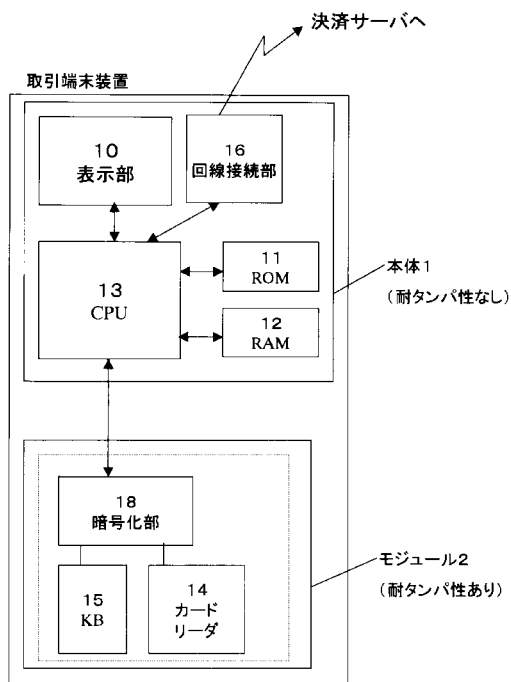 決済サーバへ
取引端末装置
10
表示部
16
回線接続部
13
CPU
11
ROM
12
RAM
本体1
(耐タンパ性なし)
18
暗号化部
15
KB
14
カード
リーダ
モジュール2
(耐タンパ性あり)